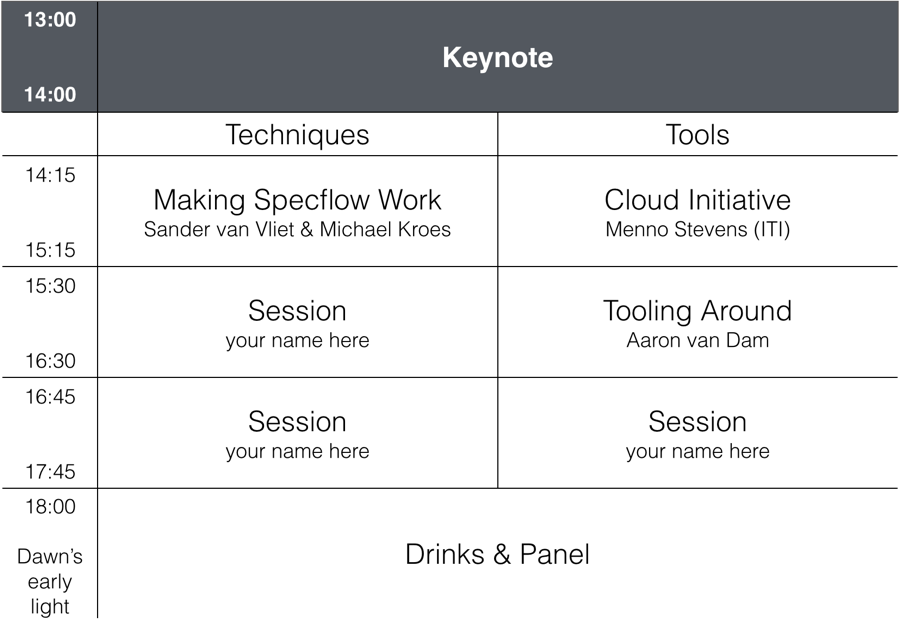 13:00
Keynote
14:00
Techniques
Tools
14:15
Making Specflow Work
Sander van Vliet & Michael Kroes
Cloud Initiative
Menno Stevens (ITI)
15:15
15:30
Session
your name here
Tooling Around
Aaron van Dam
16:30
16:45
Session
your name here
Session
your name here
17:45
18:00
Drinks & Panel
Dawn’s
early
light